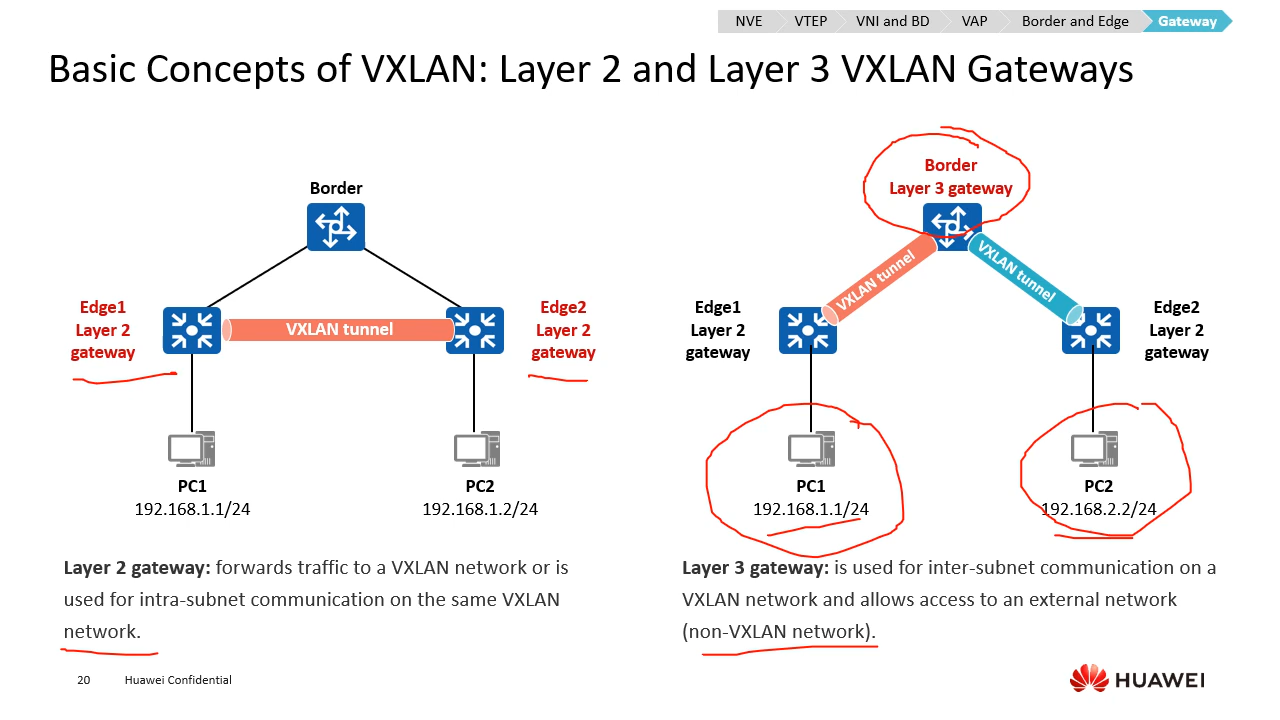 NVE VTEP VNI and BD VAP Border and Edge Gateway
Basic Concepts of VXLAN: Layer 2 and Layer 3 VXLAN Gateways
Border
Edge1
Layer 2
gateway
VXLAN tunnel
Edge2
Layer 2
gateway
PC1
192.168.1.1/24
PC2
192.168.1.2/24
Layer 2 gateway: forwards traffic to a VXLAN network or is
used for intra-subnet communication on the same VXLAN
network.
Border
Layer 3 gateway
VXLAN tunnel
VXLAN tunnel
Edge1
Layer 2
gateway
Edge2
Layer 2
gateway
PC1
192.168.1.1/24
PC2
192.168.2.2/24
Layer 3 gateway: is used for inter-subnet communication on a
VXLAN network and allows access to an external network
(non-VXLAN network).
20 Huawei Confidential
HUAWEI